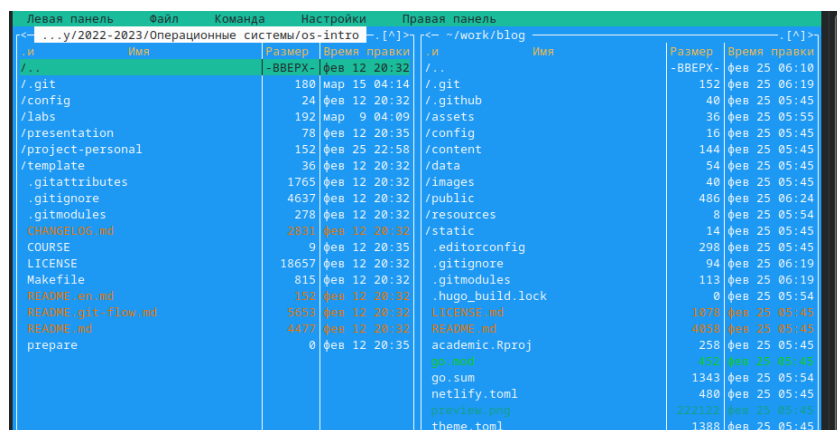 Левая панель Файл Команда Настройки Правая панель
<— ...у/2022-2023/Операционные системы/os-intro —.[^]>
.и Имя Размер Время правки
/.. -ВВЕРХ- фев 12 20:32
/.git 180 мар 15 04:14
/config 24 фев 12 20:32
/labs 192 мар 9 04:09
/presentation 78 фев 12 20:35
/project-personal 152 фев 25 22:58
/template 36 фев 12 20:32
.gitattributes 1765 фев 12 20:32
.gitignore 4637 фев 12 20:32
.gitmodules 278 фев 12 20:32
CHANGELOG.md 2831 фев 12 20:32
COURSE 9 фев 12 20:35
LICENSE 18657 фев 12 20:32
Makefile 815 фев 12 20:32
README.en.md 152 фев 12 20:32
README.git-flow.md 5653 фев 12 20:32
README.md 4477 фев 12 20:32
prepare 0 фев 12 20:35
<— ~/work/blog —.[^]>
.и Имя Размер Время правки
/.. -ВВЕРХ- фев 25 06:10
/.git 152 фев 25 06:19
/.github 40 фев 25 05:45
/assets 36 фев 25 05:55
/config 16 фев 25 05:45
/content 144 фев 25 05:45
/data 54 фев 25 05:45
/images 40 фев 25 05:45
/public 486 фев 25 06:24
/resources 8 фев 25 05:54
/static 14 фев 25 05:45
.editorconfig 298 фев 25 05:45
.gitignore 94 фев 25 06:19
.gitmodules 113 фев 25 06:19
.hugo_build.lock 0 фев 25 05:54
LICENSE.md 1078 фев 25 05:45
README.md 4058 фев 25 05:45
academic.Rproj 258 фев 25 05:45
go.mod фев 25 05:45
go.sum 1343 фев 25 05:54
netlify.toml 480 фев 25 05:45
preview.png фев 25 05:45
theme.toml 1388 фев 25 05:45